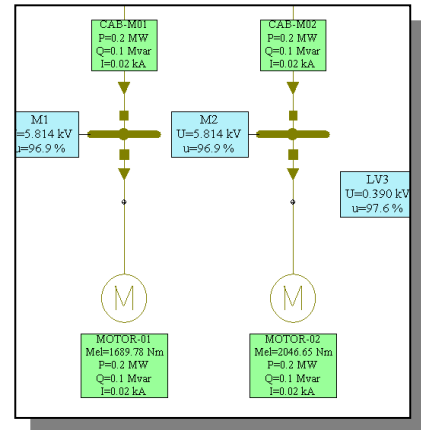 CAB-M01
P=0.2 MW
Q=0.1 Mvar
I=0.02 kA
CAB-M02
P=0.2 MW
Q=0.1 Mvar
I=0.02 kA
M1
=5.814 kV
u=96.9 %
M2
U=5.814 kV
u=96.9 %
LV3
U=0.390 kV
u=97.6 %
M
M
MOTOR-01
Mel=1689.78 Nm
P=0.2 MW
Q=0.1 Mvar
I=0.02 kA
MOTOR-02
Mel=2046.65 Nm
P=0.2 MW
Q=0.1 Mvar
I=0.02 kA